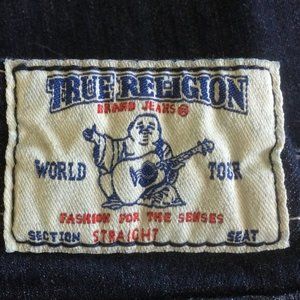 TRUE RELIGION
BRAND JEANS®
WORLD TOUR
FASHION FOR THE SENSES
SECTION STRAIGHT SEAT